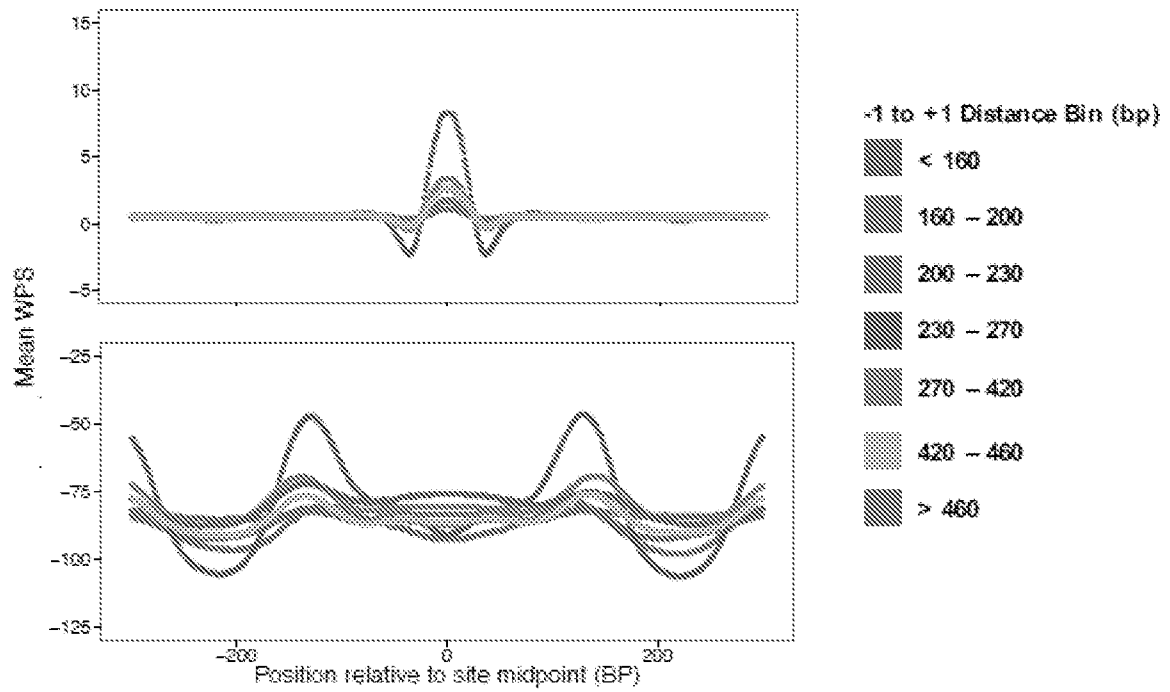 15
10
5
0
-5
Mean WPS
-25
-50
-75
-100
-125
-200 0 200
Position relative to site midpoint (BP)
-1 to +1 Distance Bin (bp)
< 160
160 - 200
200 - 230
230 - 270
270 - 420
420 - 460
> 460